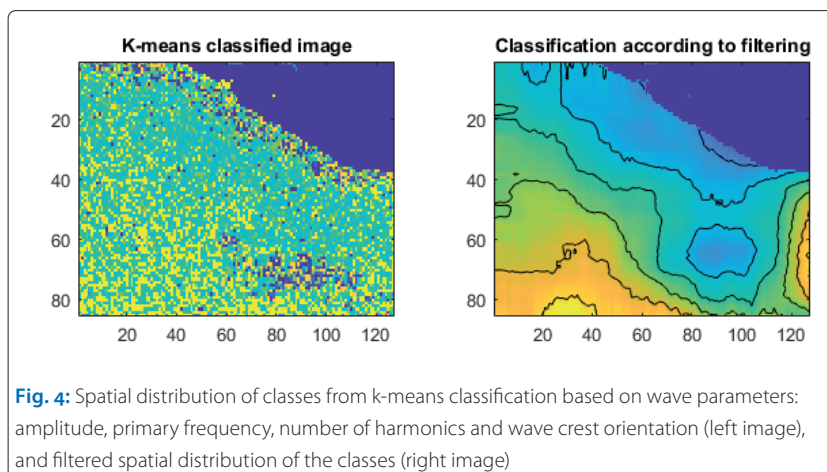 K-means classified image
20
40
60
80
20 40 60 80 100 120
Classification according to filtering
20
40
60
80
20 40 60 80 100 120
Fig. 4: Spatial distribution of classes from k-means classification based on wave parameters:
amplitude, primary frequency, number of harmonics and wave crest orientation (left image),
and filtered spatial distribution of the classes (right image)